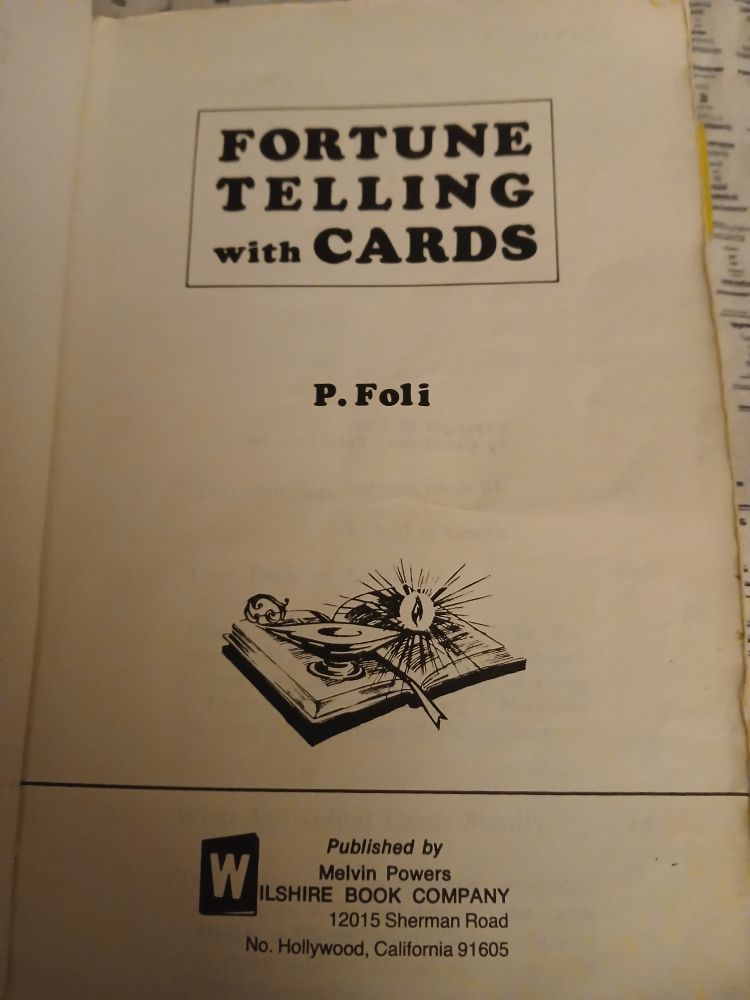 FORTUNE
TELLING
with CARDS
P. Foli
Published by
Melvin Powers
WILSHIRE BOOK COMPANY
12015 Sherman Road
No. Hollywood, California 91605